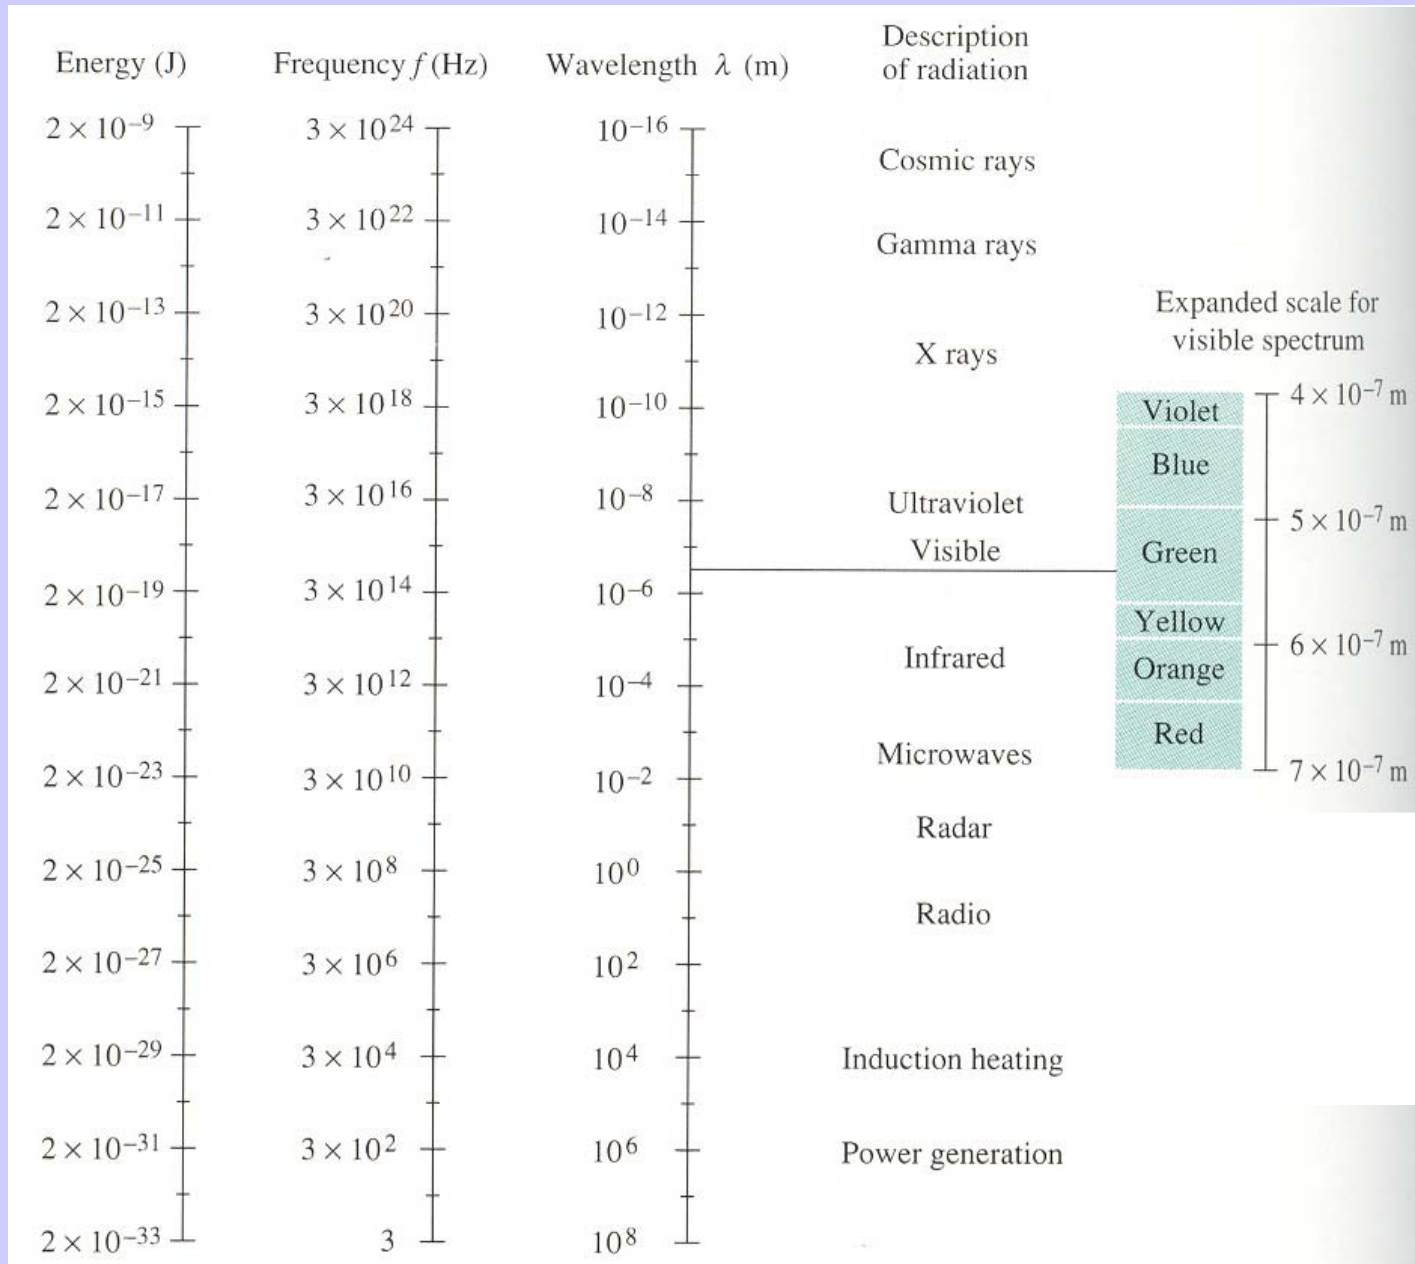 Energy (J)
Frequency f (Hz)
Wavelength λ (m)
Description
of radiation
2 × 10⁻⁹ 3 × 10²⁴ 10⁻¹⁶
Cosmic rays
2 × 10⁻¹¹ 3 × 10²² 10⁻¹⁴
Gamma rays
2 × 10⁻¹³ 3 × 10²⁰ 10⁻¹²
X rays
2 × 10⁻¹⁵ 3 × 10¹⁸ 10⁻¹⁰
2 × 10⁻¹⁷ 3 × 10¹⁶ 10⁻⁸ Ultraviolet
Visible
2 × 10⁻¹⁹ 3 × 10¹⁴ 10⁻⁶
Infrared
2 × 10⁻²¹ 3 × 10¹² 10⁻⁴
Microwaves
2 × 10⁻²³ 3 × 10¹⁰ 10⁻²
Radar
2 × 10⁻²⁵ 3 × 10⁸ 10⁰
Radio
2 × 10⁻²⁷ 3 × 10⁶ 10²
2 × 10⁻²⁹ 3 × 10⁴ 10⁴ Induction heating
2 × 10⁻³¹ 3 × 10² 10⁶ Power generation
2 × 10⁻³³ 3 10⁸
Expanded scale for
visible spectrum
4 × 10⁻⁷ m
Violet
Blue
5 × 10⁻⁷ m
Green
Yellow
6 × 10⁻⁷ m
Orange
Red
7 × 10⁻⁷ m